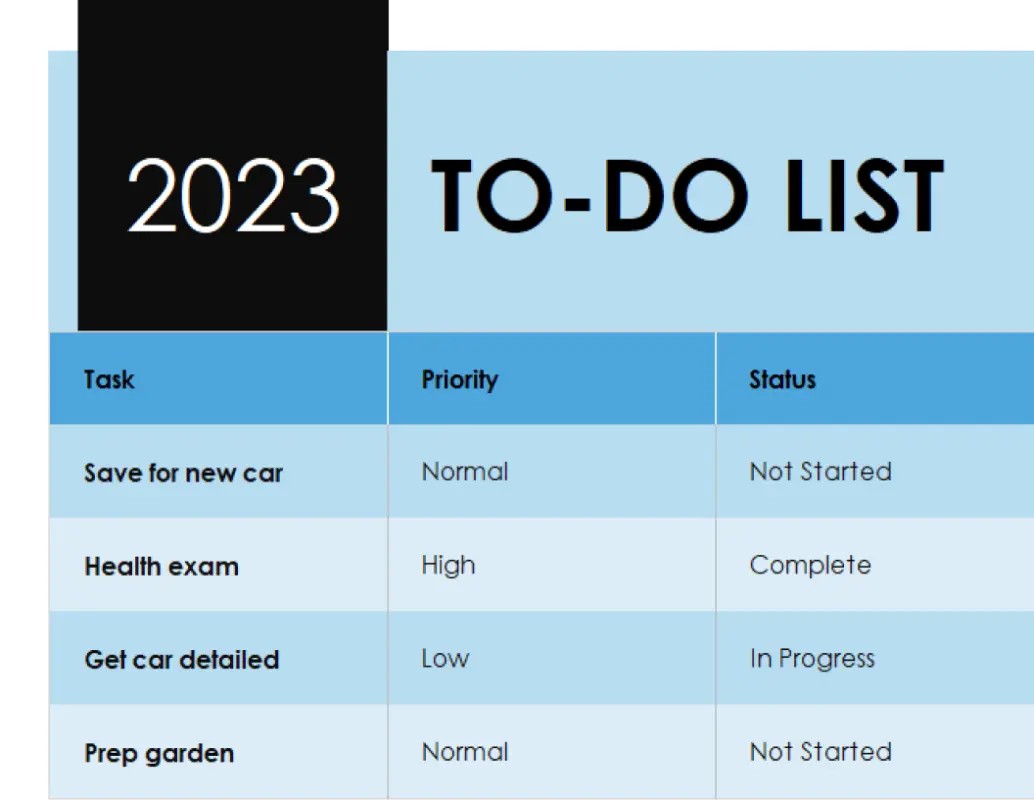 2023 TO-DO LIST
Task Priority Status
Save for new car Normal Not Started
Health exam High Complete
Get car detailed Low In Progress
Prep garden Normal Not Started